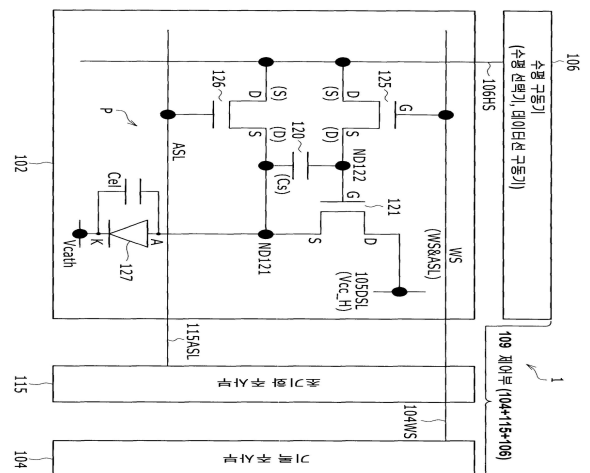 106
수평 구동기
(수평 선택기, 데이터선 구동기)
1
109 제어부 (104+115+106)
106HS
WS
(WS&ASL)
104WS
125
G
D
S
(S)
(D)
ND122
121
G
D
S
105DSL
(Vcc_H)
120
(Cs)
126
D
S
(S)
(D)
ND121
P
ASL
115ASL
Cel
A
K
127
Vcath
102
초기화 주사부
115
기록 주사부
104